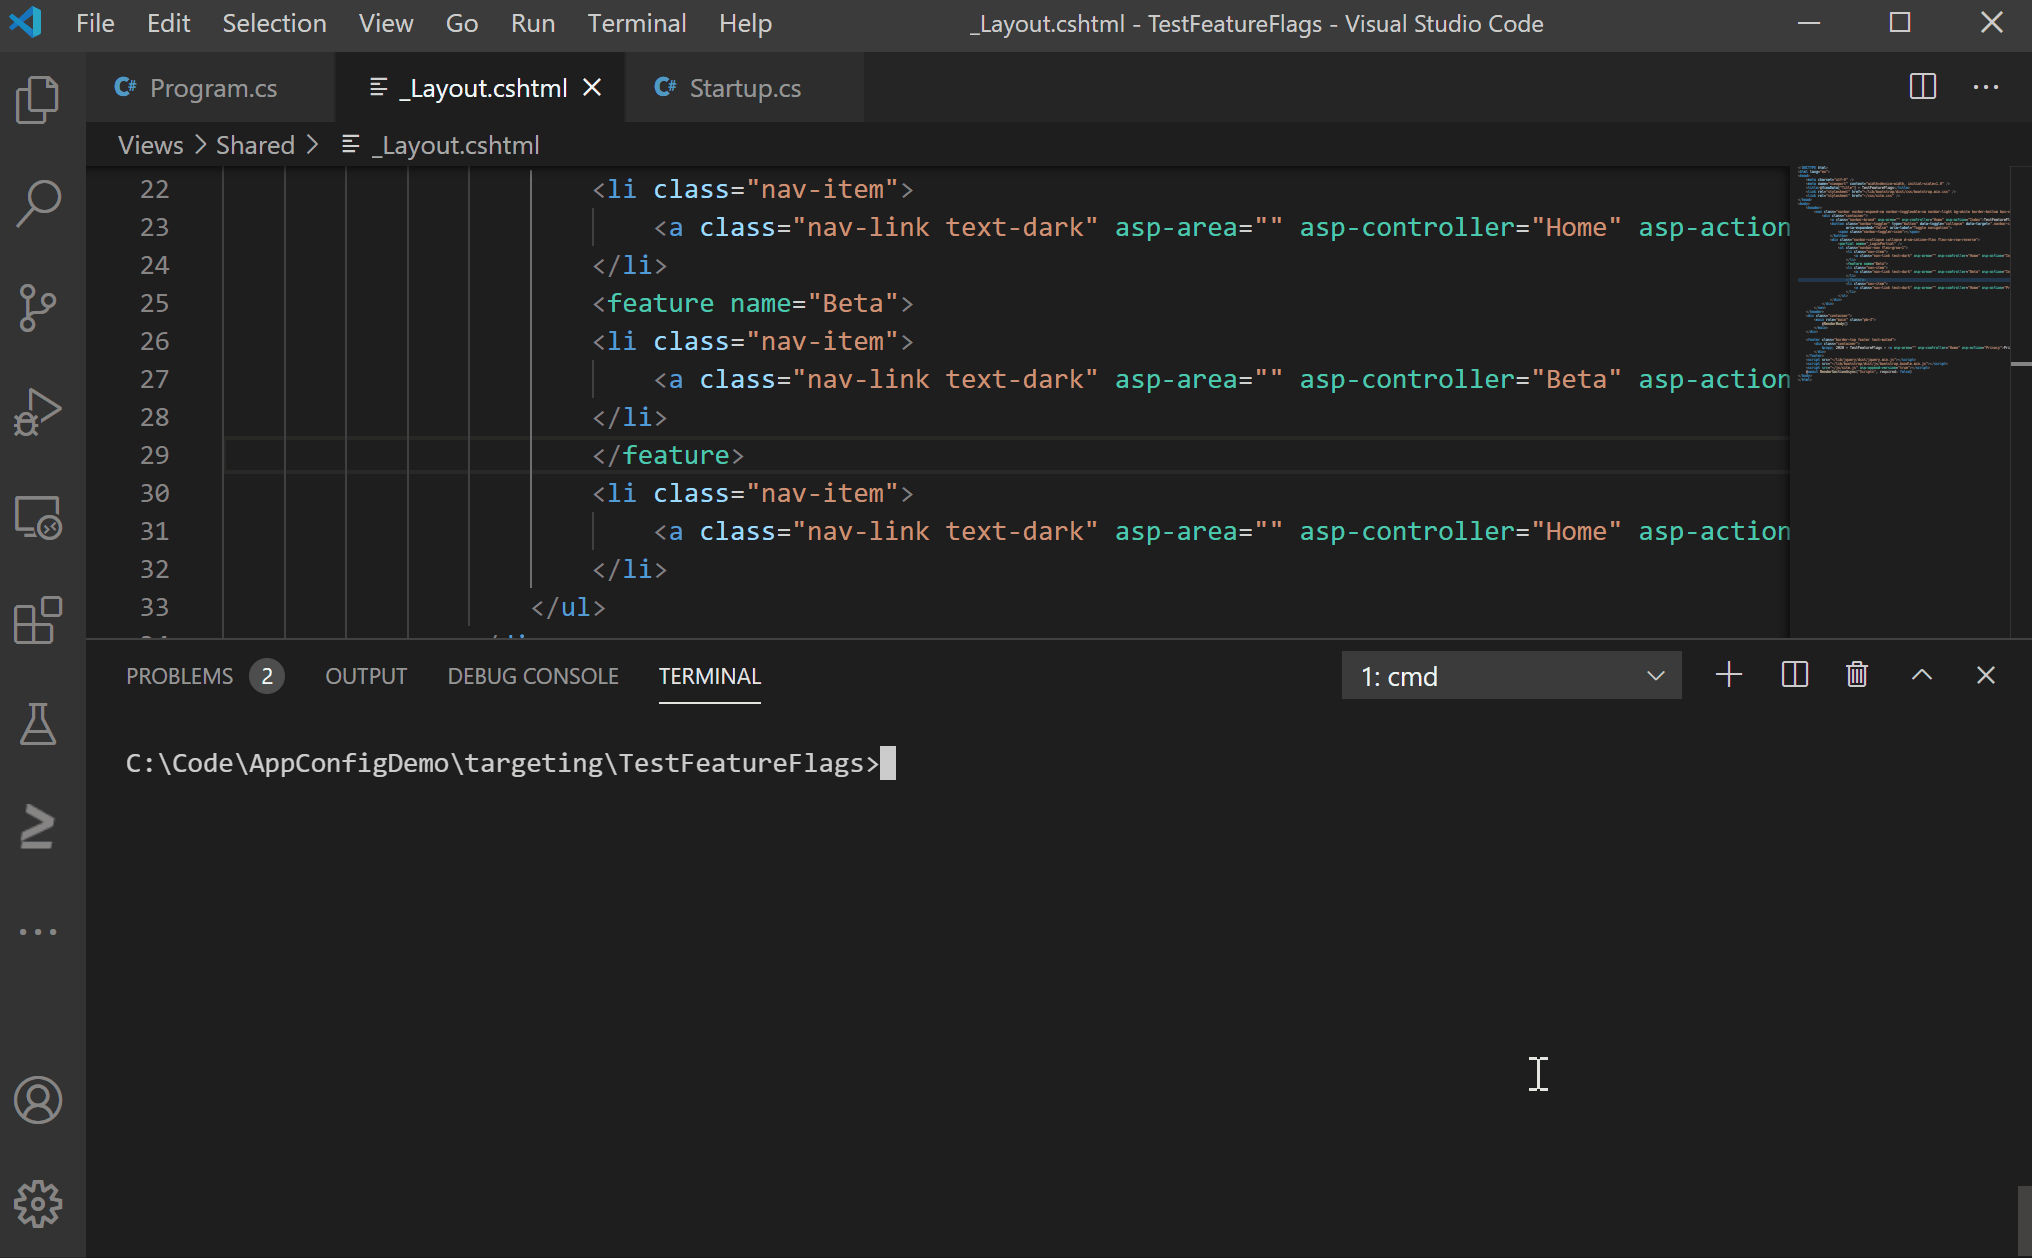 File Edit Selection View Go Run Terminal Help _Layout.cshtml - TestFeatureFlags - Visual Studio Code
C# Program.cs _Layout.cshtml C# Startup.cs
Views > Shared > _Layout.cshtml
22 <li class="nav-item">
23 <a class="nav-link text-dark" asp-area="" asp-controller="Home" asp-action
24 </li>
25 <feature name="Beta">
26 <li class="nav-item">
27 <a class="nav-link text-dark" asp-area="" asp-controller="Beta" asp-action
28 </li>
29 </feature>
30 <li class="nav-item">
31 <a class="nav-link text-dark" asp-area="" asp-controller="Home" asp-action
32 </li>
33 </ul>
PROBLEMS 2 OUTPUT DEBUG CONSOLE TERMINAL 1: cmd
C:\Code\AppConfigDemo\targeting\TestFeatureFlags>